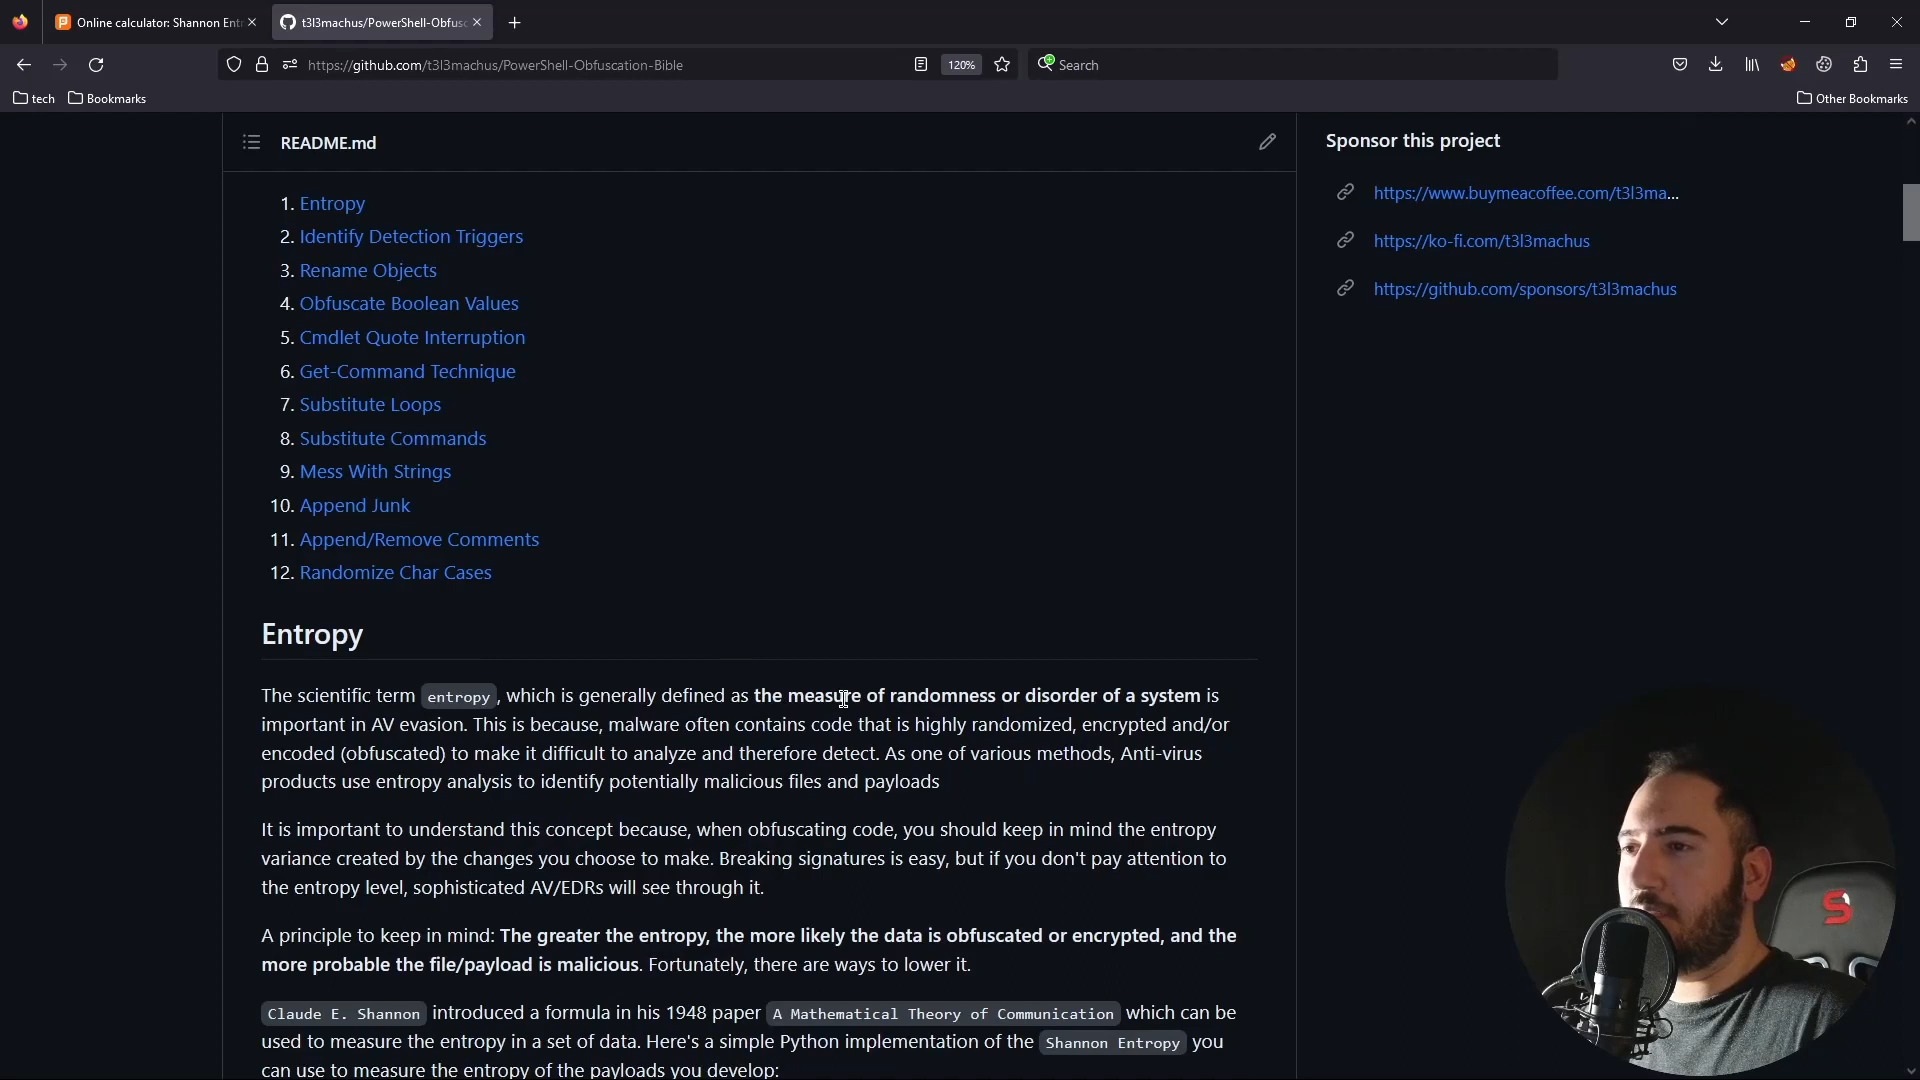 Online calculator: Shannon Ent
t3l3machus/PowerShell-Obfusc
https://github.com/t3l3machus/PowerShell-Obfuscation-Bible
120%
Search
tech
Bookmarks
Other Bookmarks
README.md
1. Entropy
2. Identify Detection Triggers
3. Rename Objects
4. Obfuscate Boolean Values
5. Cmdlet Quote Interruption
6. Get-Command Technique
7. Substitute Loops
8. Substitute Commands
9. Mess With Strings
10. Append Junk
11. Append/Remove Comments
12. Randomize Char Cases
Entropy
The scientific term entropy, which is generally defined as the measure of randomness or disorder of a system is
important in AV evasion. This is because, malware often contains code that is highly randomized, encrypted and/or
encoded (obfuscated) to make it difficult to analyze and therefore detect. As one of various methods, Anti-virus
products use entropy analysis to identify potentially malicious files and payloads
It is important to understand this concept because, when obfuscating code, you should keep in mind the entropy
variance created by the changes you choose to make. Breaking signatures is easy, but if you don't pay attention to
the entropy level, sophisticated AV/EDRs will see through it.
A principle to keep in mind: The greater the entropy, the more likely the data is obfuscated or encrypted, and the
more probable the file/payload is malicious. Fortunately, there are ways to lower it.
Claude E. Shannon introduced a formula in his 1948 paper A Mathematical Theory of Communication which can be
used to measure the entropy in a set of data. Here's a simple Python implementation of the Shannon Entropy you
can use to measure the entropy of the payloads you develop:
Sponsor this project
https://www.buymeacoffee.com/t3l3ma...
https://ko-fi.com/t3l3machus
https://github.com/sponsors/t3l3machus